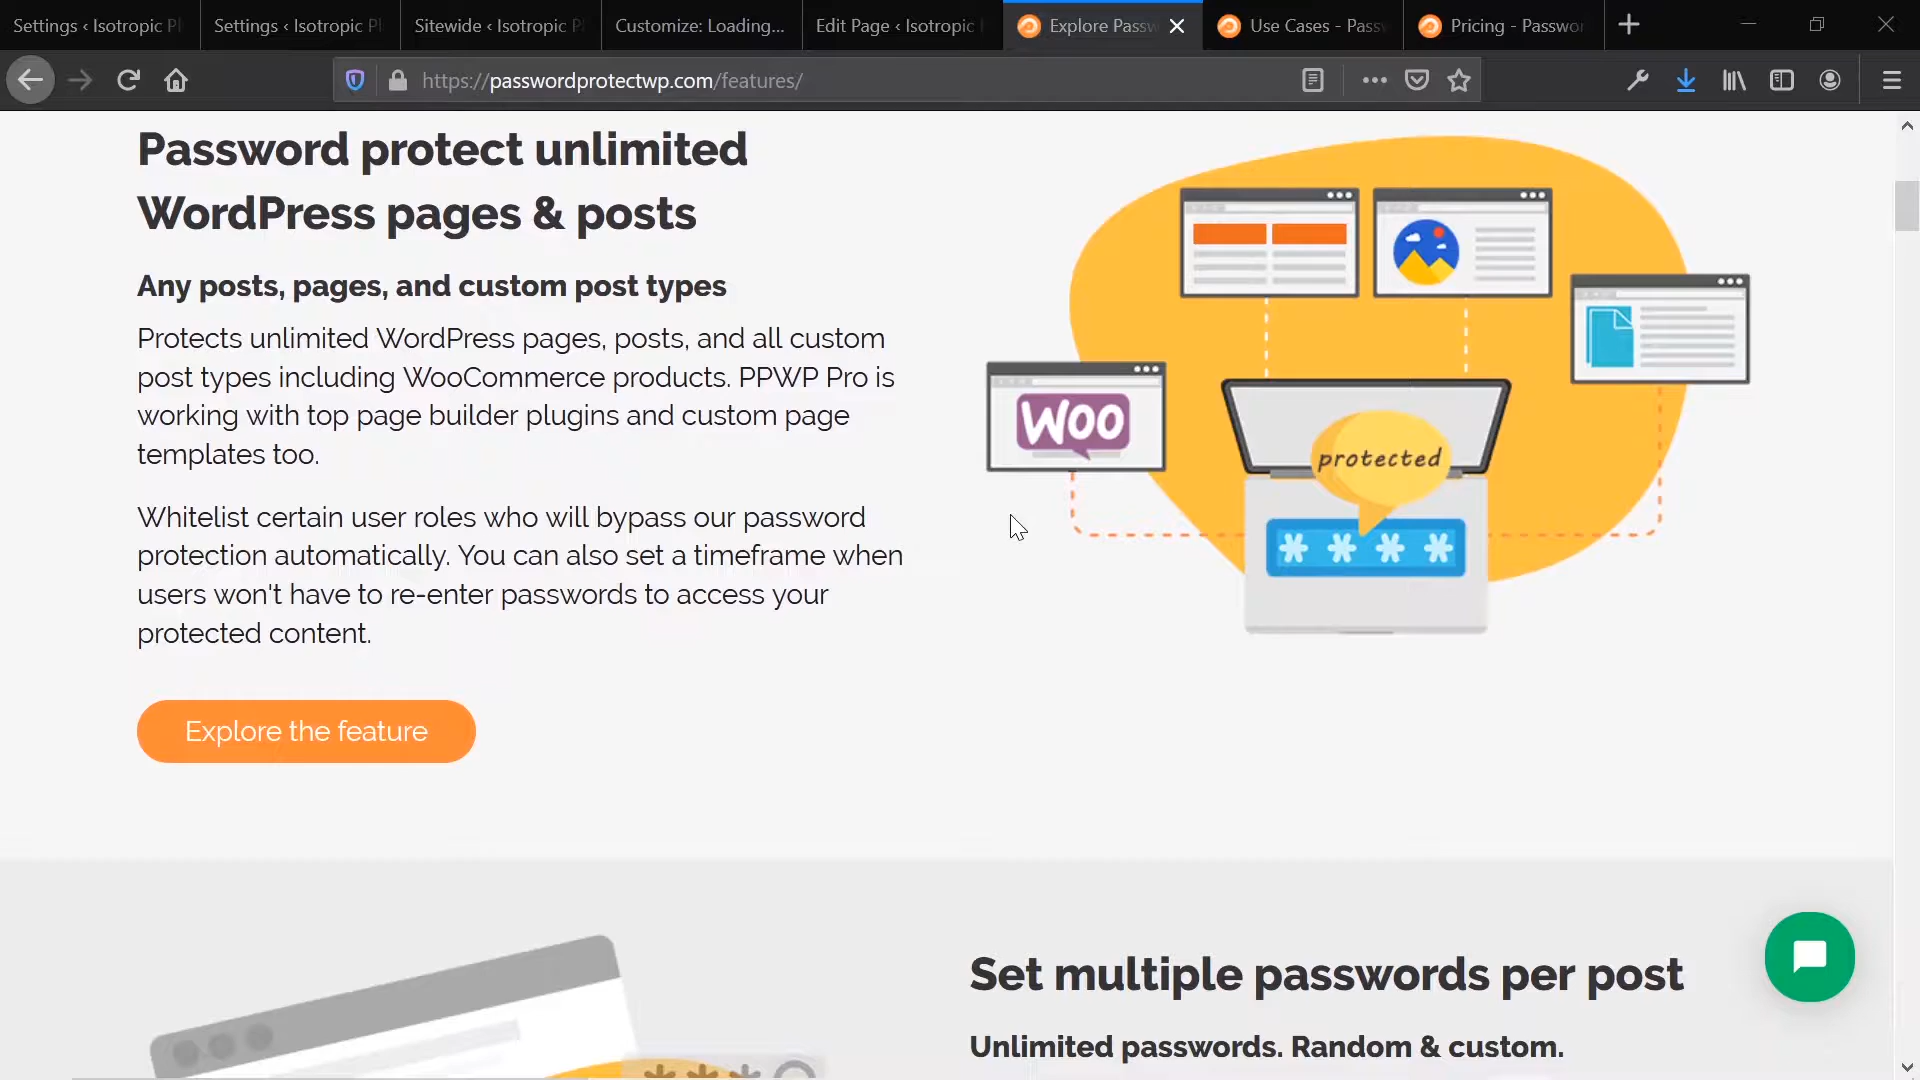 Settings ‹ Isotropic P
Settings ‹ Isotropic P
Sitewide ‹ Isotropic P
Customize: Loading...
Edit Page ‹ Isotropic
Explore Passw
Use Cases - Pass
Pricing - Passwor
https://passwordprotectwp.com/features/
Password protect unlimited
WordPress pages & posts
Any posts, pages, and custom post types
Protects unlimited WordPress pages, posts, and all custom
post types including WooCommerce products. PPWP Pro is
working with top page builder plugins and custom page
templates too.
Whitelist certain user roles who will bypass our password
protection automatically. You can also set a timeframe when
users won't have to re-enter passwords to access your
protected content.
Explore the feature
Woo
protected
****
Set multiple passwords per post
Unlimited passwords. Random & custom.